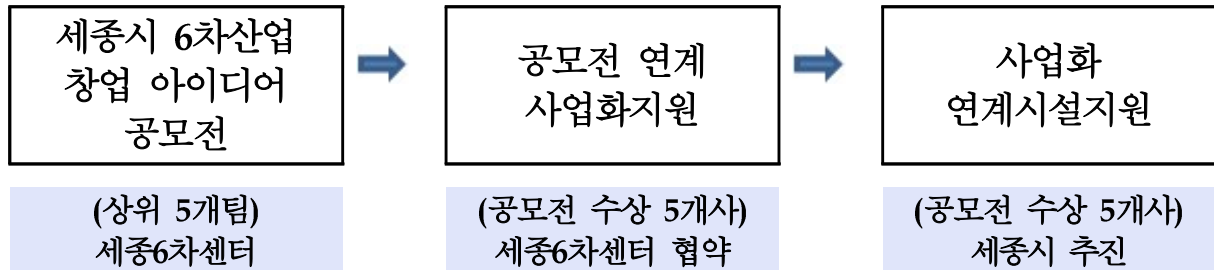 세종시 6차산업
창업 아이디어
공모전
공모전 연계
사업화지원
사업화
연계시설지원
(상위 5개팀)
세종6차센터
(공모전 수상 5개사)
세종6차센터 협약
(공모전 수상 5개사)
세종시 추진